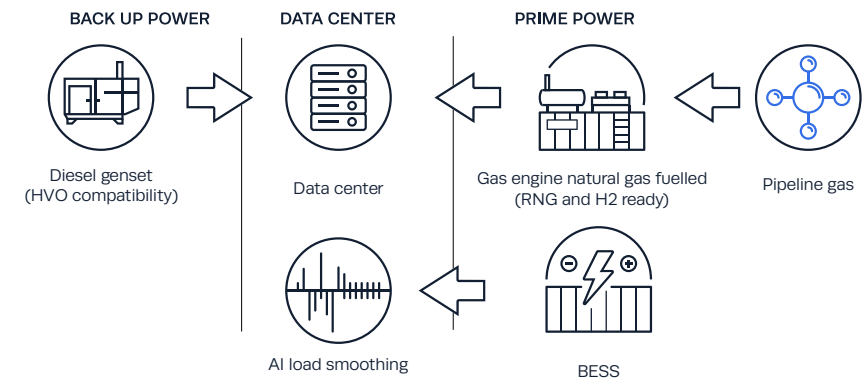 BACK UP POWER
DATA CENTER
PRIME POWER
Diesel genset
(HVO compatibility)
Data center
Gas engine natural gas fuelled
(RNG and H2 ready)
Pipeline gas
AI load smoothing
BESS